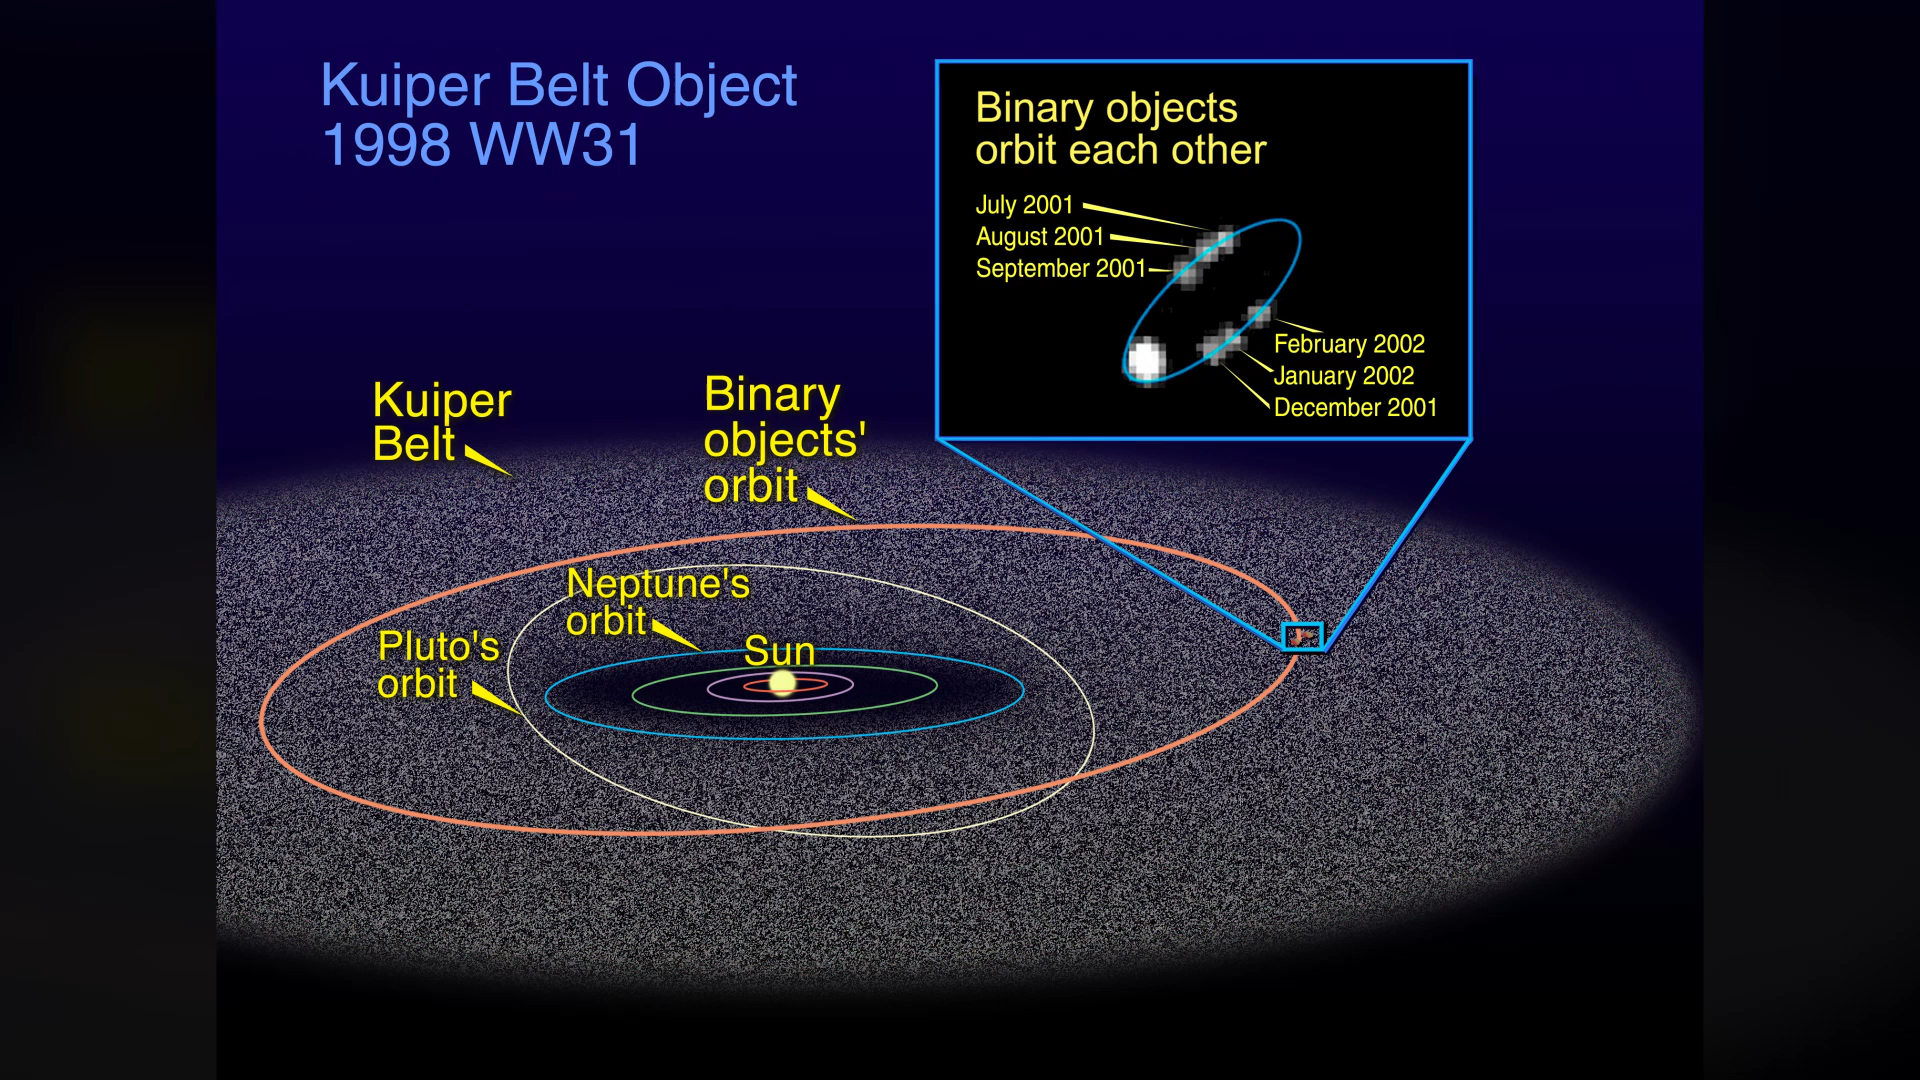 Kuiper Belt Object
1998 WW31
Binary objects
orbit each other
July 2001
August 2001
September 2001
February 2002
January 2002
December 2001
Kuiper
Belt
Binary
objects'
orbit
Neptune's
orbit
Sun
Pluto's
orbit